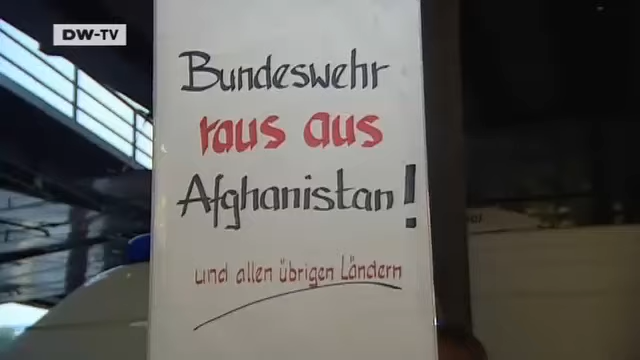 DW-TV
Bundeswehr
raus aus
Afghanistan!
und allen übrigen Ländern